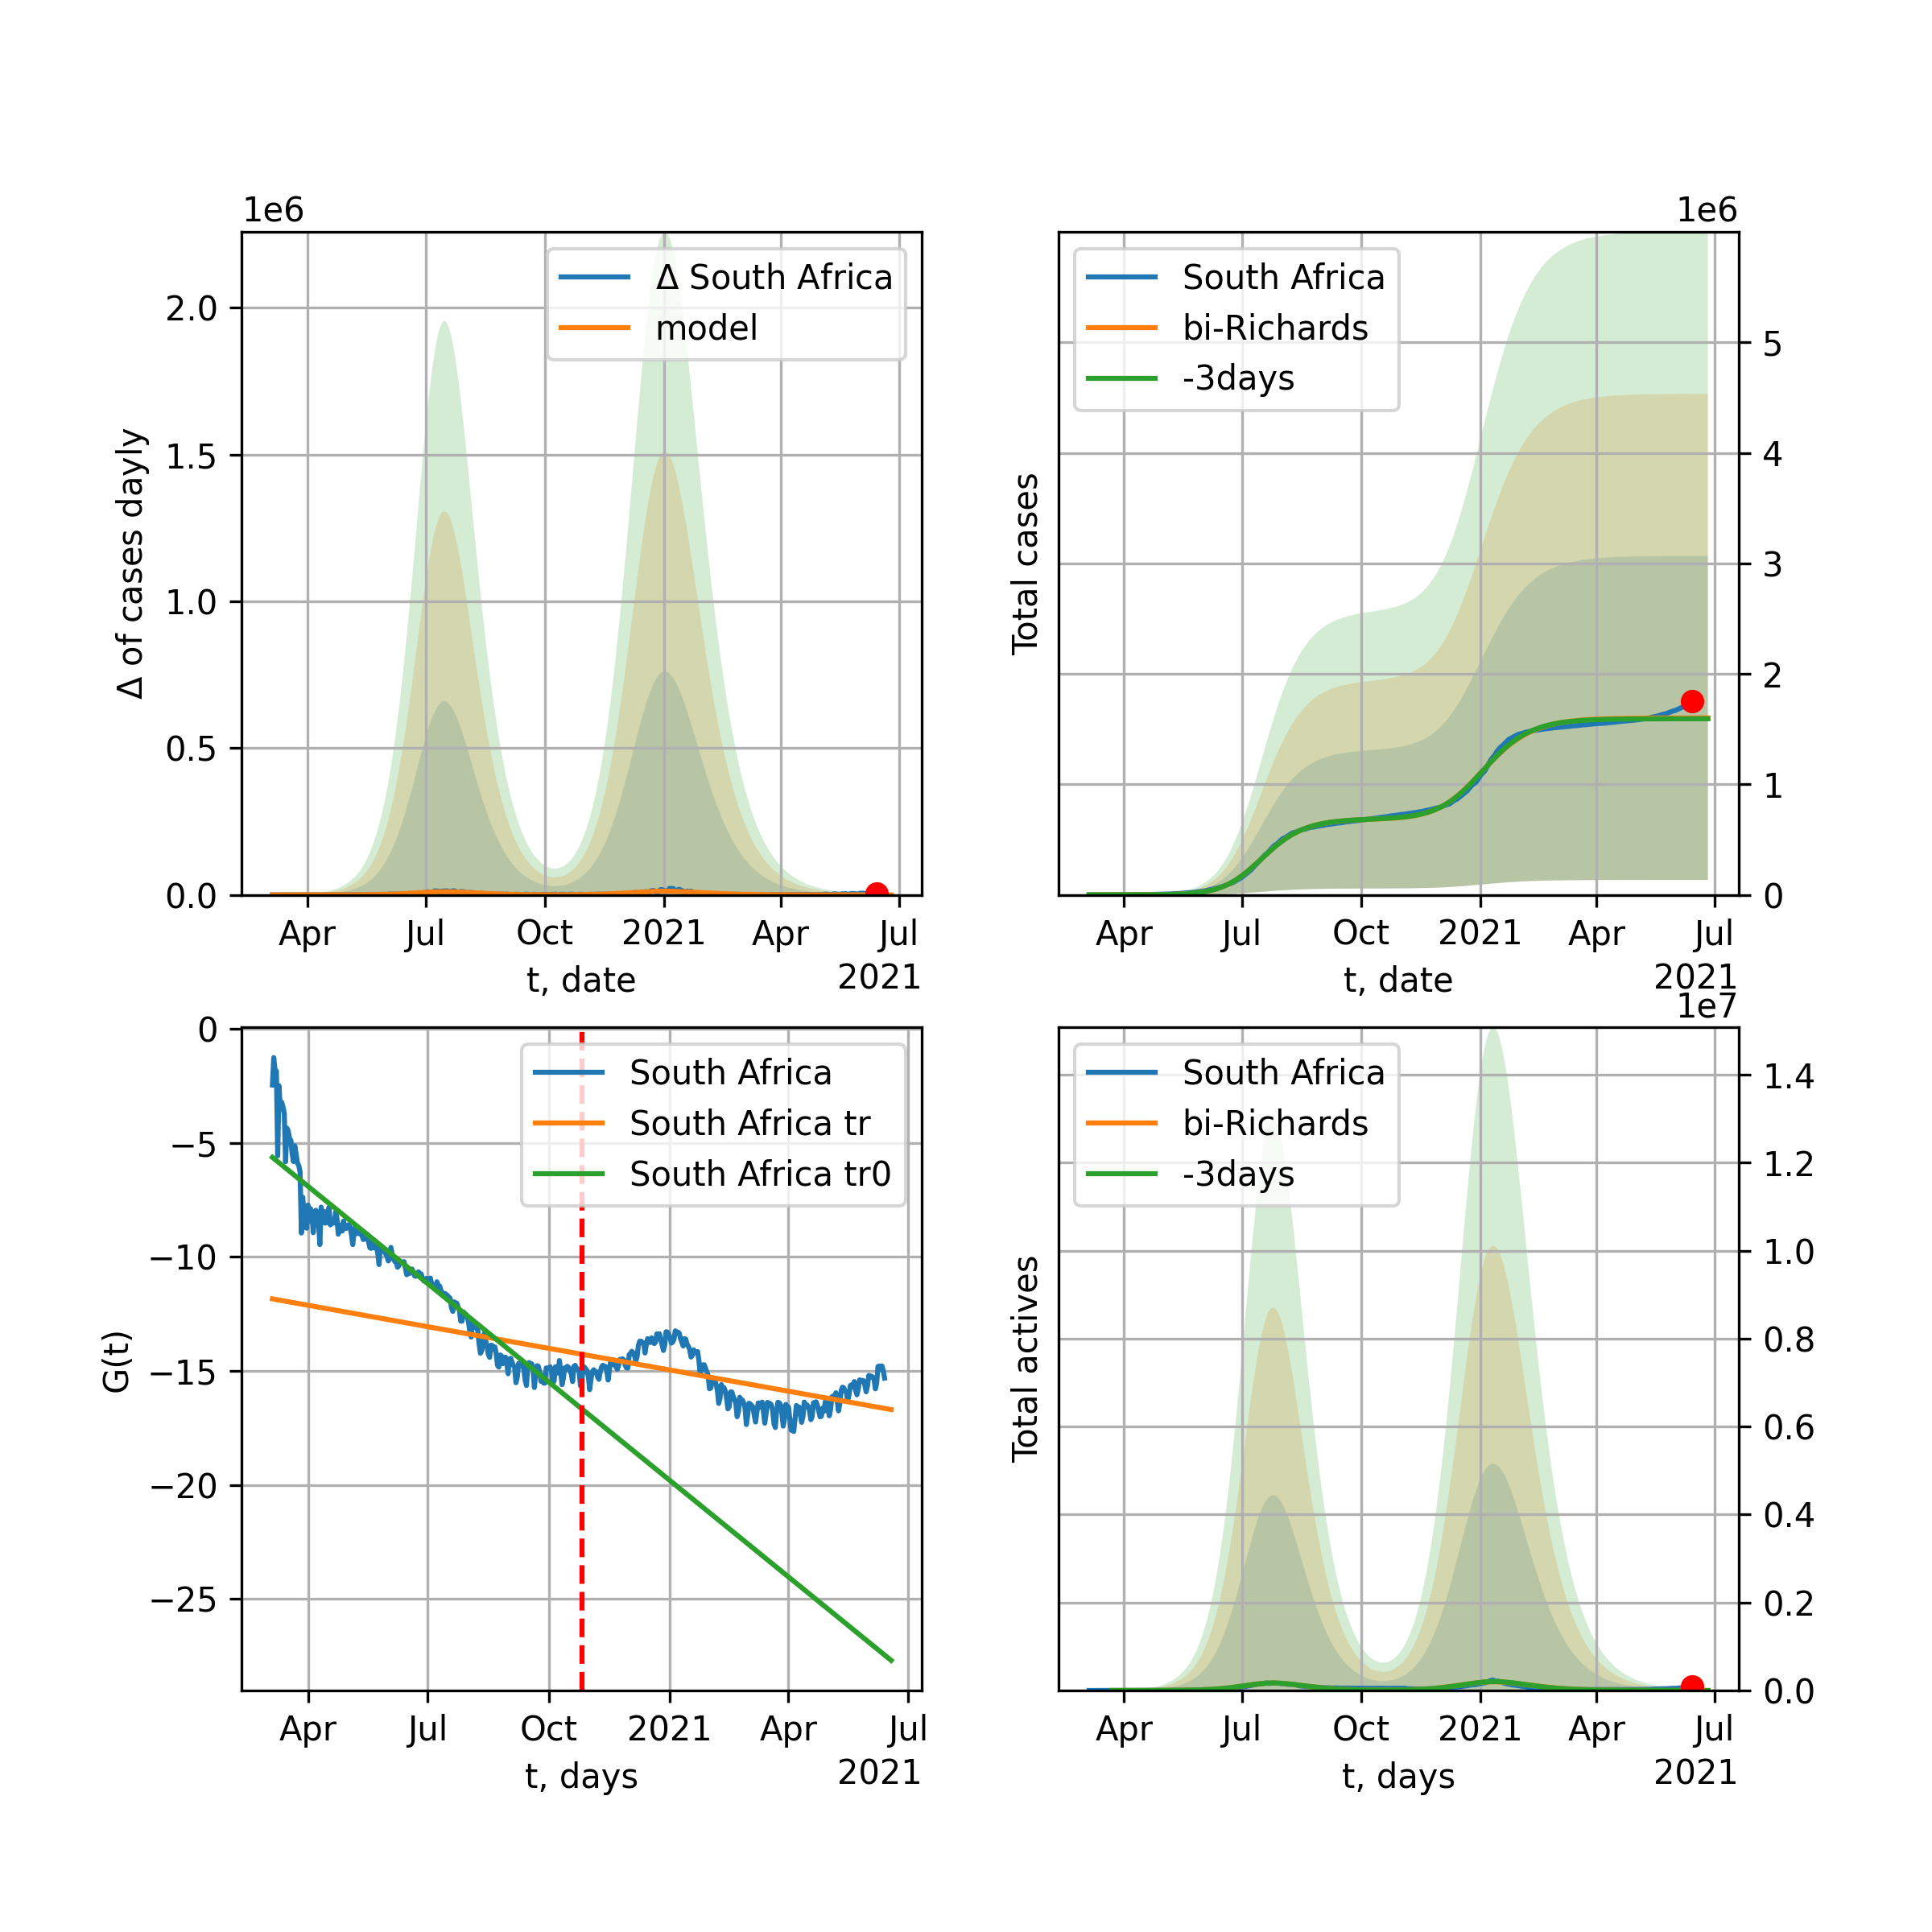 1e6
Δ of cases dayly
2.0
1.5
1.0
0.5
0.0
Δ South Africa
model
Apr Jul Oct 2021 Apr Jul
t, date
2021
1e6
Total cases
South Africa
bi-Richards
-3days
5
4
3
2
1
0
Apr Jul Oct 2021 Apr Jul
t, date
2021
G(t)
0
−5
−10
−15
−20
−25
South Africa
South Africa tr
South Africa tr0
Apr Jul Oct 2021 Apr Jul
t, days
2021
1e7
Total actives
South Africa
bi-Richards
-3days
1.4
1.2
1.0
0.8
0.6
0.4
0.2
0.0
Apr Jul Oct 2021 Apr Jul
t, days
2021